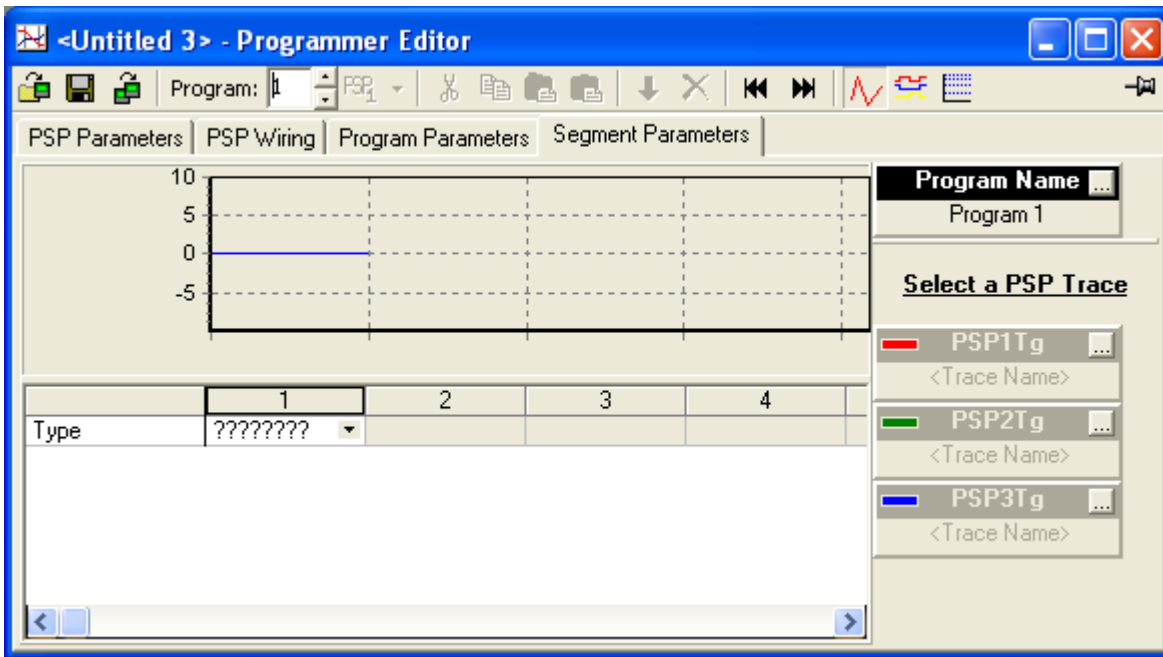 <Untitled 3> - Programmer Editor
Program: 1 PSP1
PSP Parameters PSP Wiring Program Parameters Segment Parameters
10
5
0
-5
Program Name ...
Program 1
Select a PSP Trace
PSP1Tg ...
<Trace Name>
PSP2Tg ...
<Trace Name>
PSP3Tg ...
<Trace Name>
1 2 3 4
Type ????????